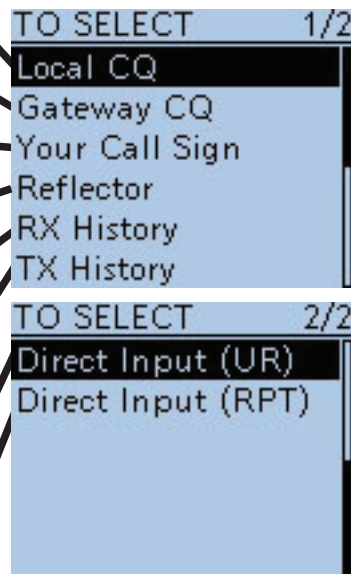 TO SELECT 1/2
Local CQ
Gateway CQ
Your Call Sign
Reflector
RX History
TX History
TO SELECT 2/2
Direct Input (UR)
Direct Input (RPT)